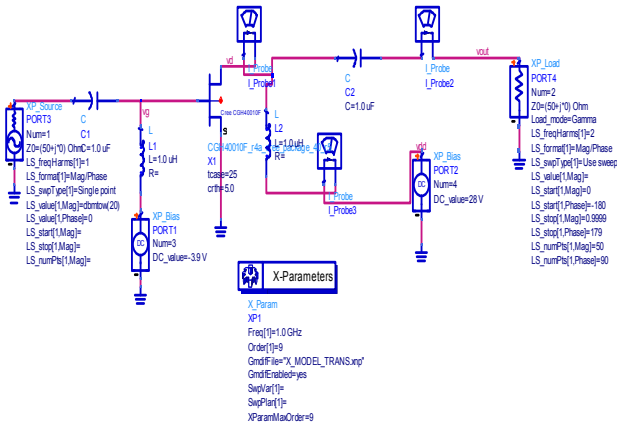 I_Probe
I_Probe1
I_Probe
I_Probe2
vd
vout
C
C2
C=1.0 uF
XP_Load
PORT4
Num=2
Z0=(50+j*0) Ohm
Load_mode=Gamma
LS_freqHarms[1]=2
LS_format[1]=Mag/Phase
LS_swpType[1]=Use sweep
LS_value[1,Mag]=
LS_start[1,Mag]=0
LS_start[1,Phase]=-180
LS_stop[1,Mag]=0.9999
LS_stop[1,Phase]=179
LS_numPts[1,Mag]=50
LS_numPts[1,Phase]=90
XP_Source
PORT3
Num=1
Z0=(50+j*0) Ohm
LS_freqHarms[1]=
LS_format[1]=Mag/Phase
LS_swpType[1]=Single point
LS_value[1,Mag]=dbmtow(20)
LS_value[1,Phase]=0
LS_start[1,Mag]=
LS_stop[1,Mag]=
LS_numPts[1,Mag]=
C
C1
C=1.0 uF
vg
L
L1
L=1.0 uH
R=
XP_Bias
PORT1
Num=3
DC
DC_value=-3.9 V
Cree CGH40010F
S
X1
tcase=25
crth=5.0
L
L2
L=1.0 uH
R=
I_Probe
I_Probe3
vdd
XP_Bias
PORT2
Num=4
DC
DC_value=28 V
X-Parameters
X_Param
XP1
Freq[1]=1.0 GHz
Order[1]=9
GmdifFile="X_MODEL_TRANS.xnp"
GmdifEnabled=yes
SwpVar[1]=
SwpPlan[1]=
XParamMaxOrder=9